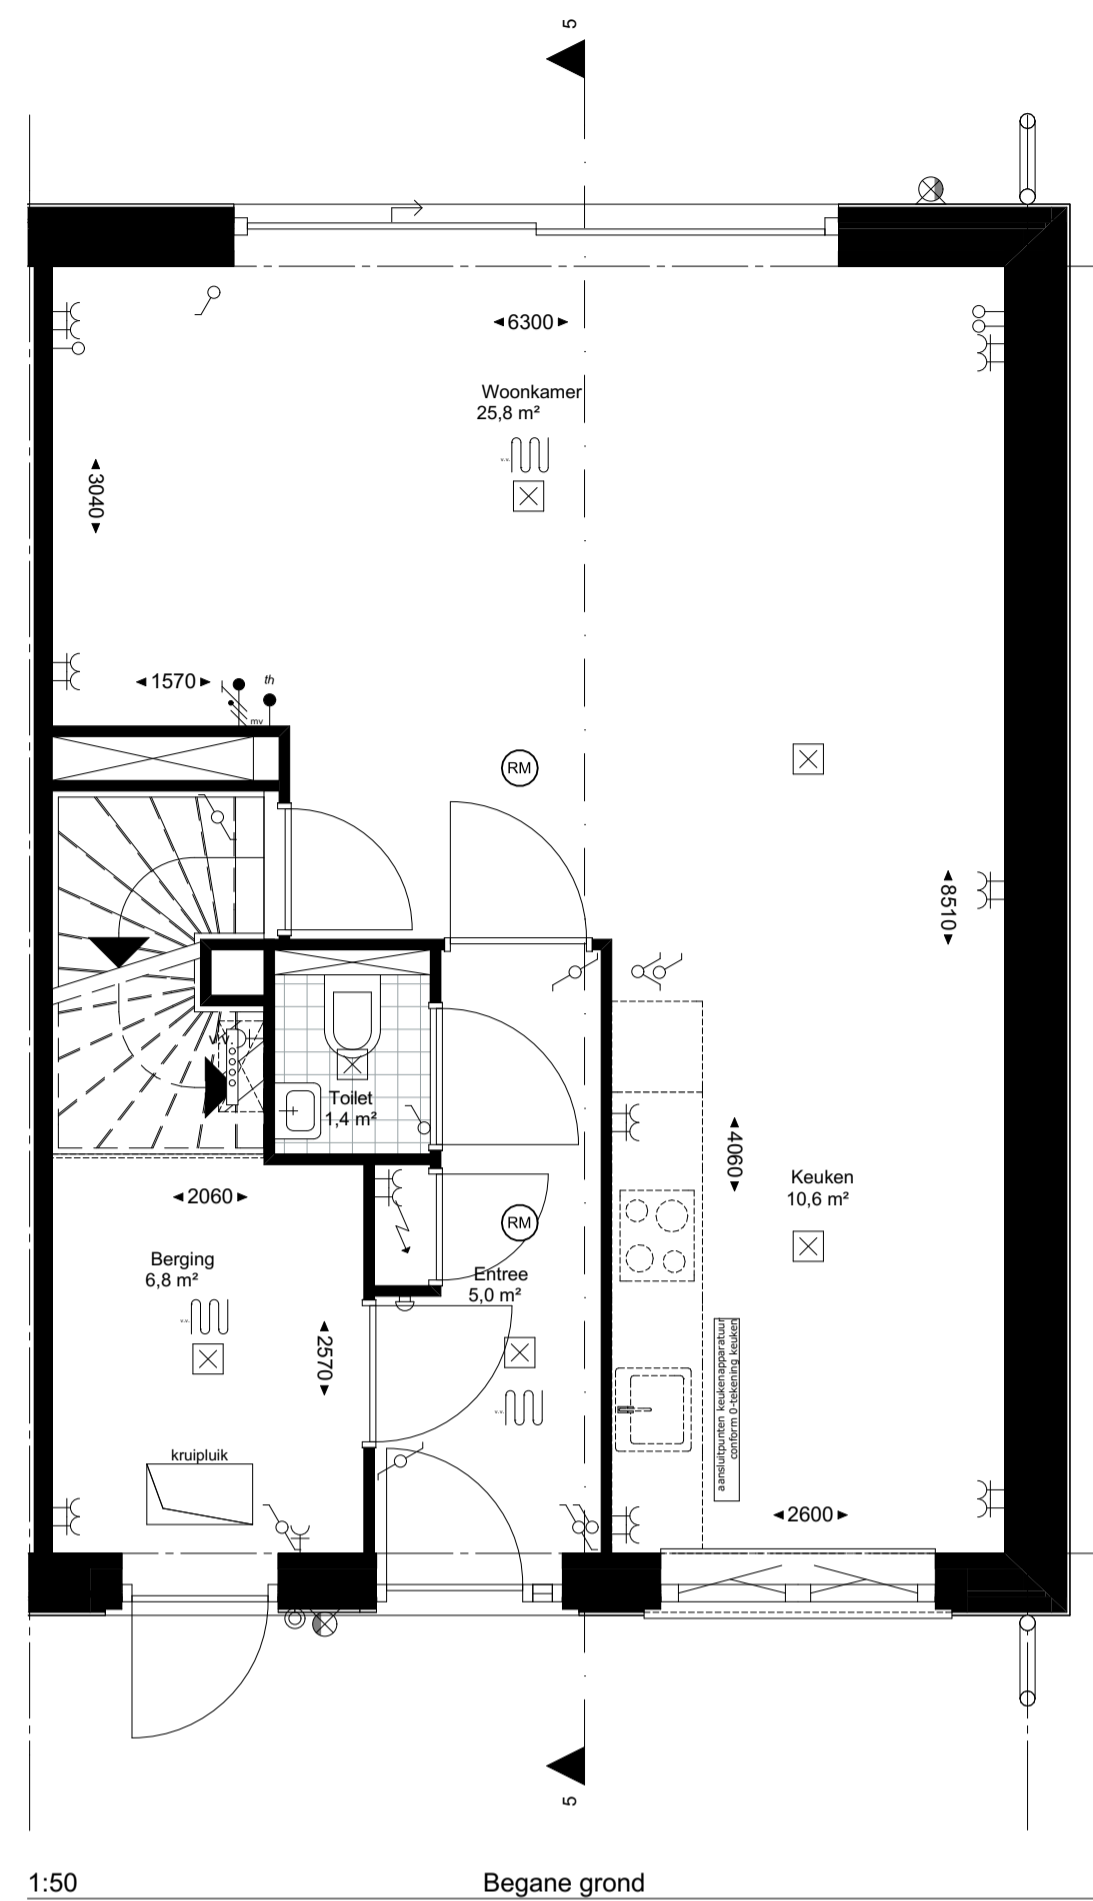 5
6300
Woonkamer
25,8 m²
v.v.
3040
1570
th
mv
RM
8510
Toilet
1,4 m²
4060
2060
Keuken
10,6 m²
RM
Berging
6,8 m²
Entree
5,0 m²
v.v.
2570
v.v.
aansluitpunten keukenapparatuur
conform 0-tekening keuken
kruipluik
2600
5
1:50
Begane grond